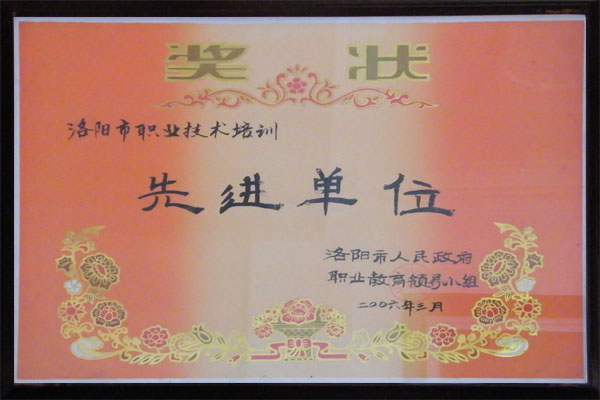 奖状
洛阳市职业技术培训
先进单位
洛阳市人民政府
职业教育领导小组
二00六年三月